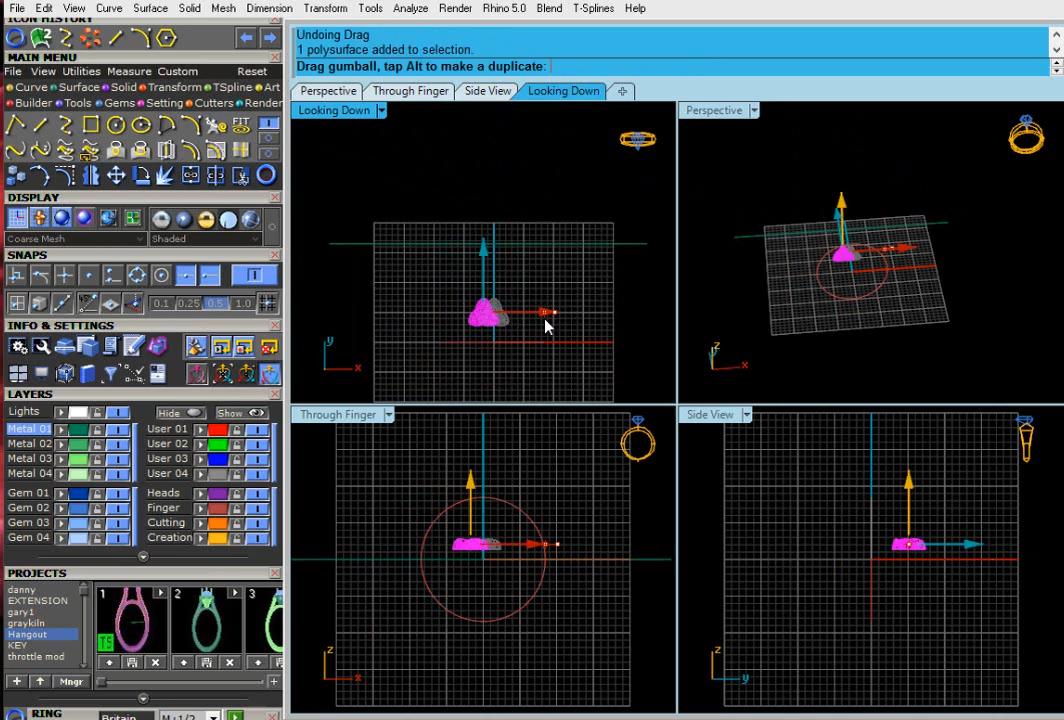 File Edit View Curve Surface Solid Mesh Dimension Transform Tools Analyze Render Rhino 5.0 Blend T-Splines Help
ICON HISTORY
MAIN MENU
File View Utilities Measure Custom Reset
Curve Surface Solid Transform TSpline Art
Builder Tools Gems Setting Cutters Render
FIT
DISPLAY
Coarse Mesh Shaded
SNAPS
0.1 0.25 0.5 1.0
INFO & SETTINGS
LAYERS
Lights Hide Show
Metal 01 User 01
Metal 02 User 02
Metal 03 User 03
Metal 04 User 04
Gem 01 Heads
Gem 02 Finger
Gem 03 Cutting
Gem 04 Creation
PROJECTS
danny
EXTENSION
gary1
graykiln
Hangout
KEY
throttle mod
1 2 3
TS
Mngr
RING
Britain M:1/2
Undoing Drag
1 polysurface added to selection.
Drag gumball, tap Alt to make a duplicate:
Perspective Through Finger Side View Looking Down
Looking Down
y
x
Perspective
z
y
x
Through Finger
z
x
Side View
z
y